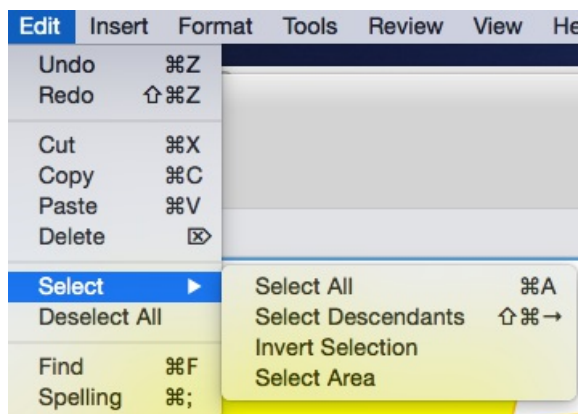 Edit Insert Format Tools Review View
Undo ⌘Z
Redo ⇧⌘Z
Cut ⌘X
Copy ⌘C
Paste ⌘V
Delete ⌦
Select ▶
Deselect All
Find ⌘F
Spelling ⌘;
Select All ⌘A
Select Descendants ⇧⌘→
Invert Selection
Select Area